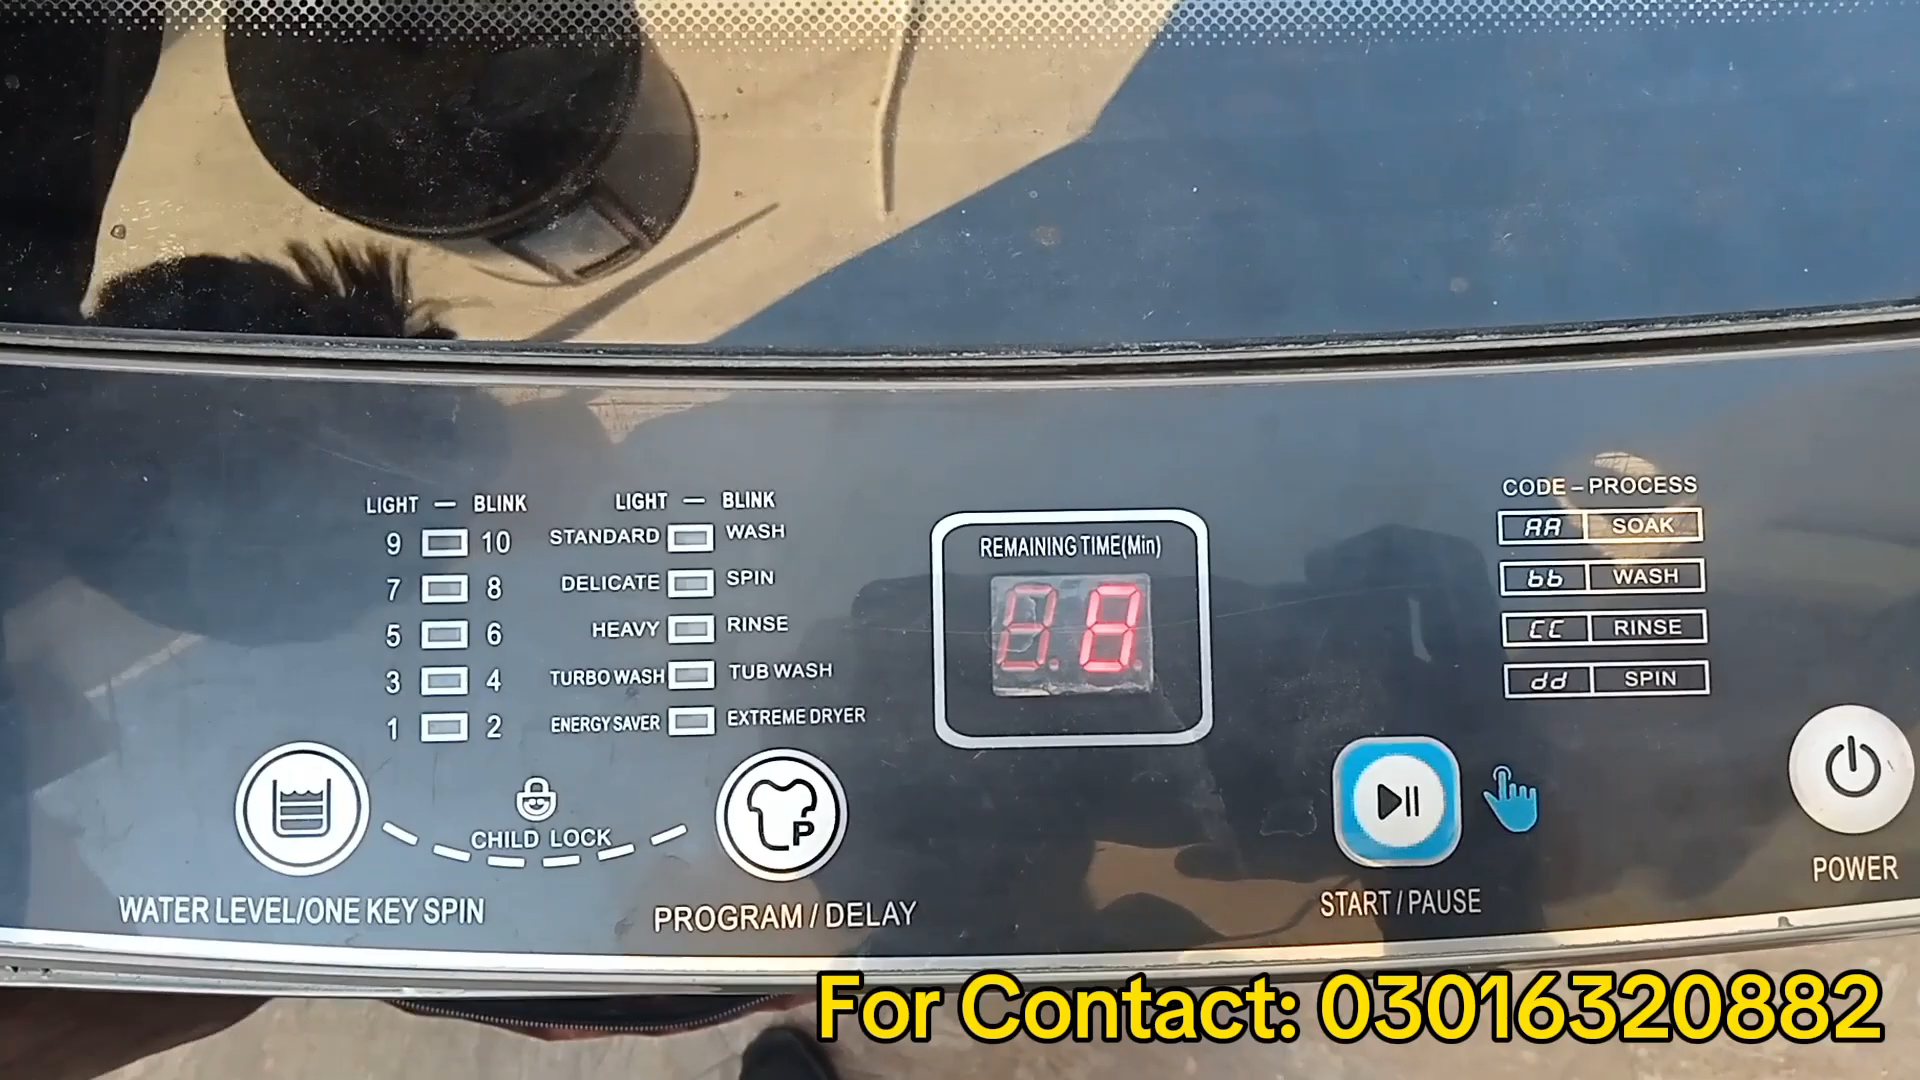 LIGHT — BLINK
9 10
7 8
5 6
3 4
1 2
LIGHT — BLINK
STANDARD WASH
DELICATE SPIN
HEAVY RINSE
TURBO WASH TUB WASH
ENERGY SAVER EXTREME DRYER
REMAINING TIME(Min)
CODE – PROCESS
AA SOAK
bb WASH
CC RINSE
dd SPIN
CHILD LOCK
P
WATER LEVEL/ONE KEY SPIN
PROGRAM / DELAY
START / PAUSE
POWER
For Contact: 03016320882